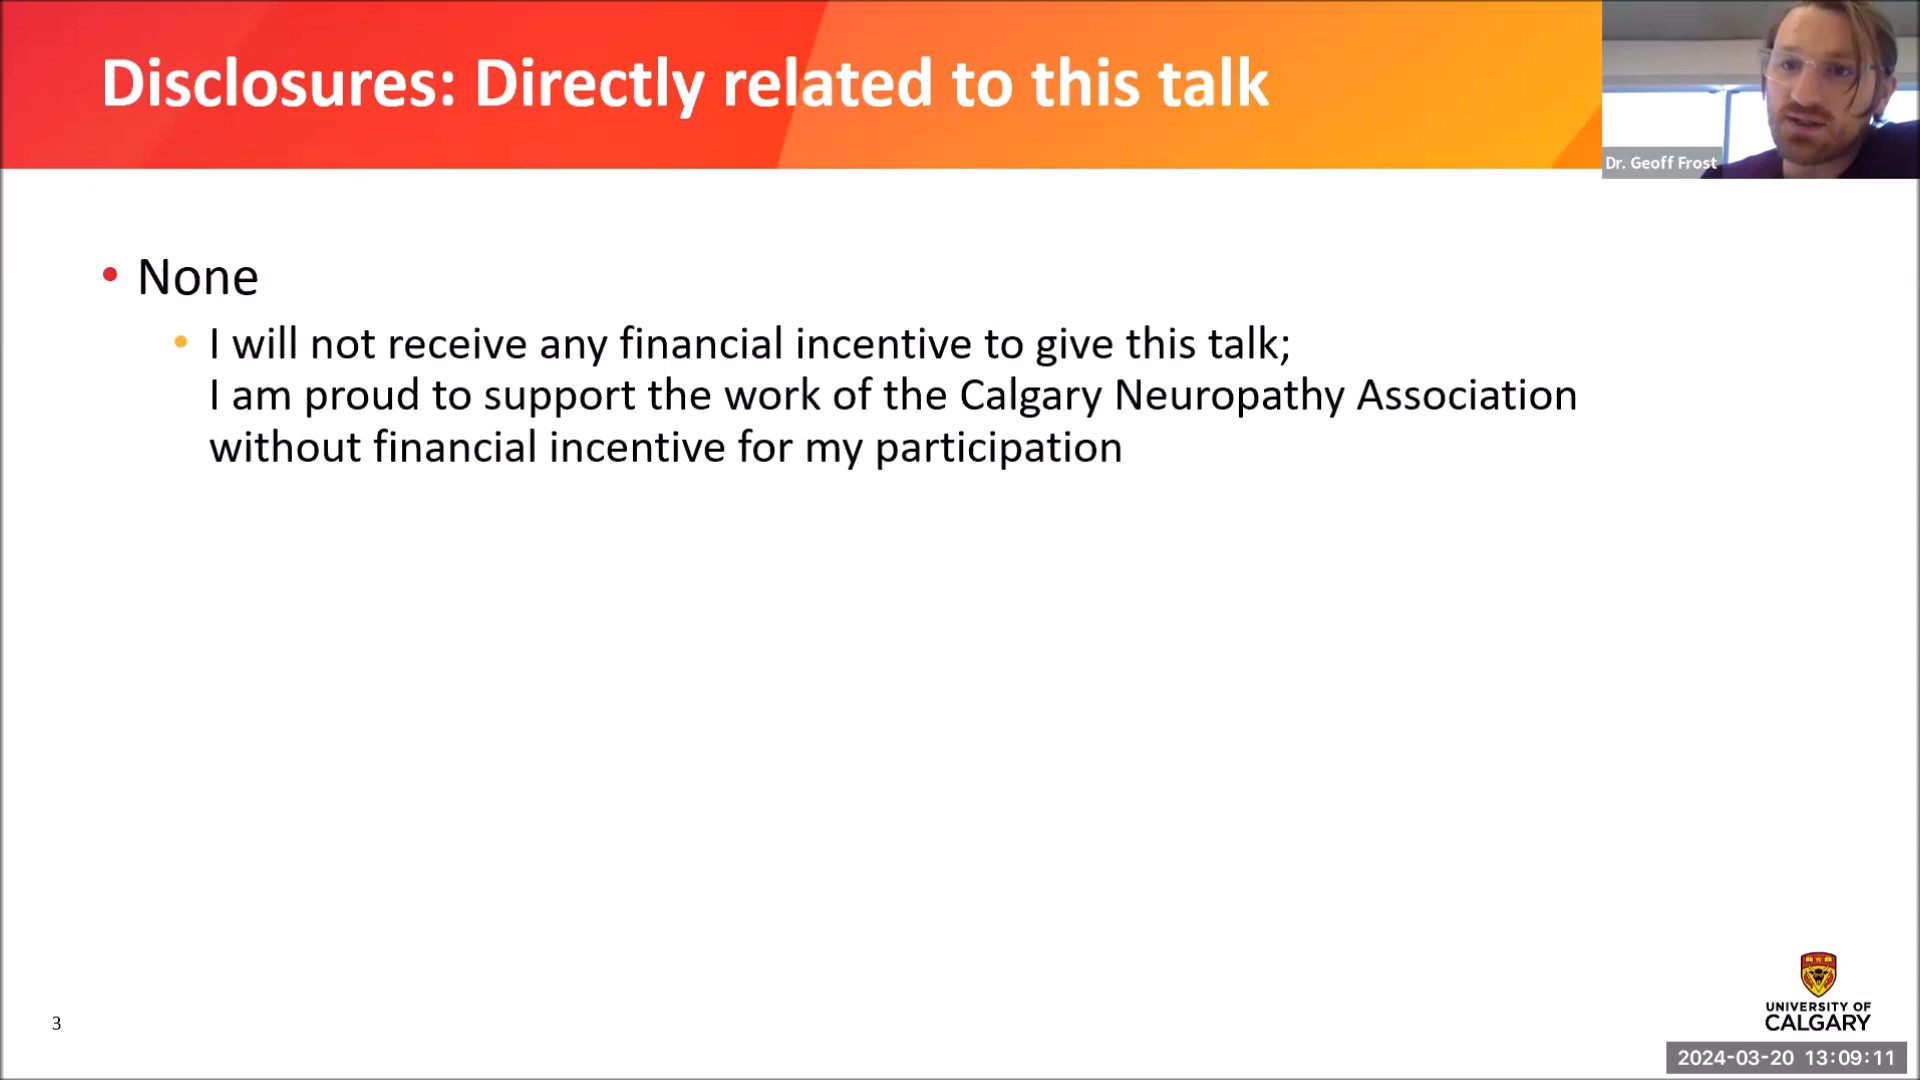 Disclosures: Directly related to this talk
Dr. Geoff Frost
• None
• I will not receive any financial incentive to give this talk;
I am proud to support the work of the Calgary Neuropathy Association
without financial incentive for my participation
3
UNIVERSITY OF
CALGARY
2024-03-20 13:09:11